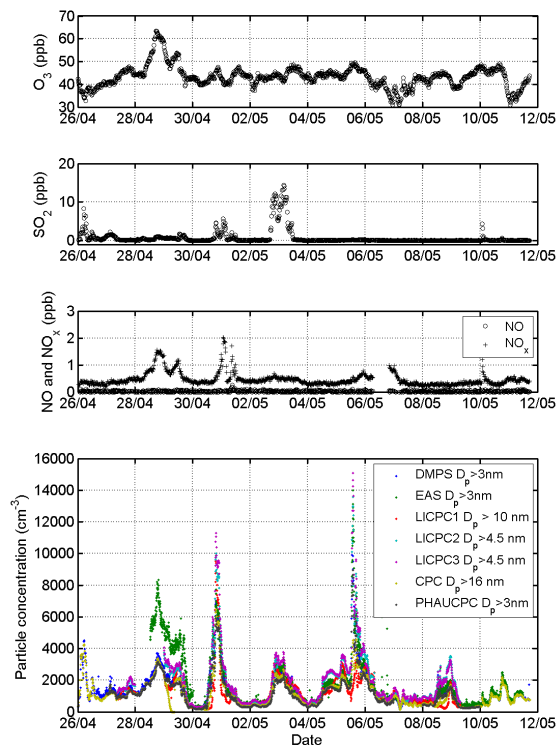 70
60
50
40
30
O3 (ppb)
26/04 28/04 30/04 02/05 04/05 06/05 08/05 10/05 12/05
20
10
0
SO2 (ppb)
26/04 28/04 30/04 02/05 04/05 06/05 08/05 10/05 12/05
3
2
1
0
NO and NOx (ppb)
NO
NOx
26/04 28/04 30/04 02/05 04/05 06/05 08/05 10/05 12/05
16000
14000
12000
10000
8000
6000
4000
2000
0
Particle concentration (cm-3)
DMPS Dp>3nm
EAS Dp>3nm
LICPC1 Dp > 10 nm
LICPC2 Dp>4.5 nm
LICPC3 Dp>4.5 nm
CPC Dp>16 nm
PHAUCPC Dp>3nm
26/04 28/04 30/04 02/05 04/05 06/05 08/05 10/05 12/05
Date